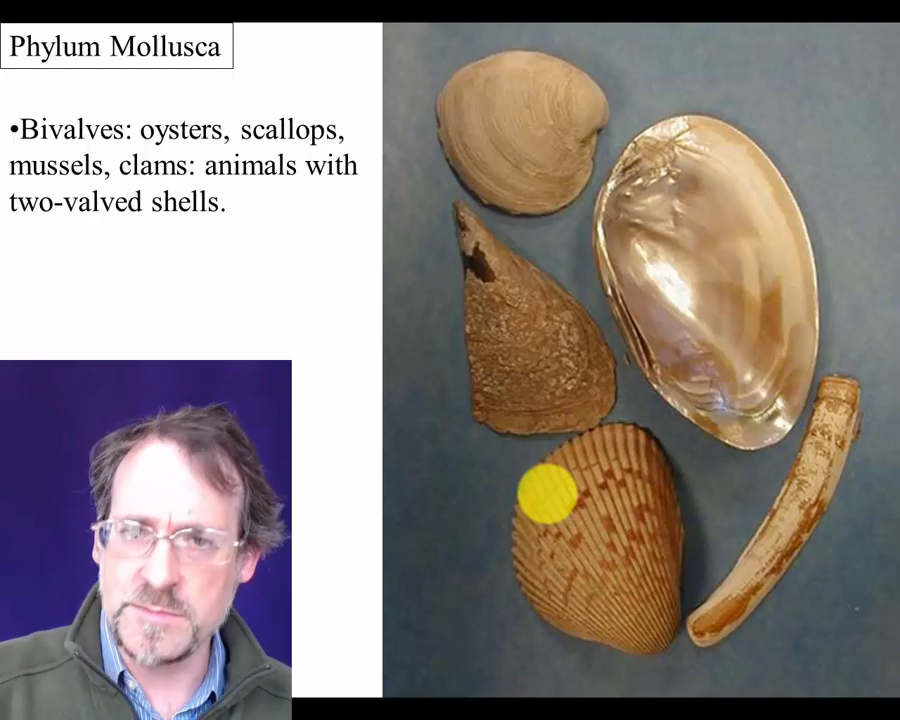 Phylum Mollusca
•Bivalves: oysters, scallops,
mussels, clams: animals with
two-valved shells.